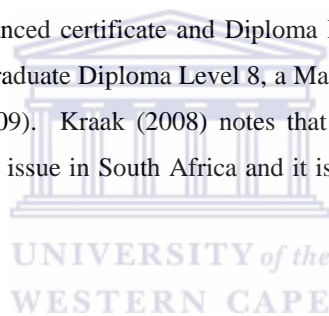 anced certificate and Diploma
raduate Diploma Level 8, a Ma
09). Kraak (2008) notes that
issue in South Africa and it is
UNIVERSITY of the
WESTERN CAPE